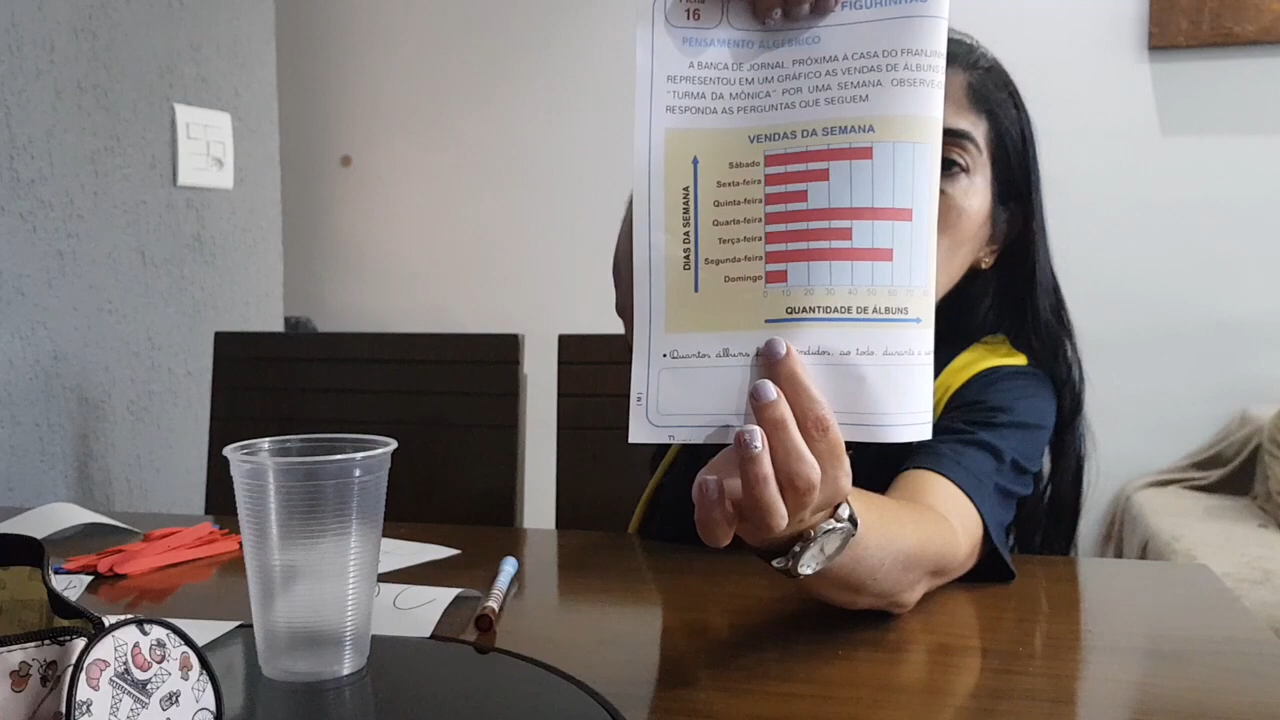 16
FIGURINHAS
PENSAMENTO ALGÉBRICO
A BANCA DE JORNAL, PRÓXIMA À CASA DO
REPRESENTOU EM UM GRÁFICO AS VENDAS DE ÁLBUNS
"TURMA DA MÔNICA" POR UMA SEMANA. OBSERVE-O
RESPONDA AS PERGUNTAS QUE SEGUEM.
VENDAS DA SEMANA
DIAS DA SEMANA
Sábado
Sexta-feira
Quinta-feira
Quarta-feira
Terça-feira
Segunda-feira
Domingo
0 10 20 30 40 50 60 70
QUANTIDADE DE ÁLBUNS
• Quantos álbuns ao todo, durante a
(M)